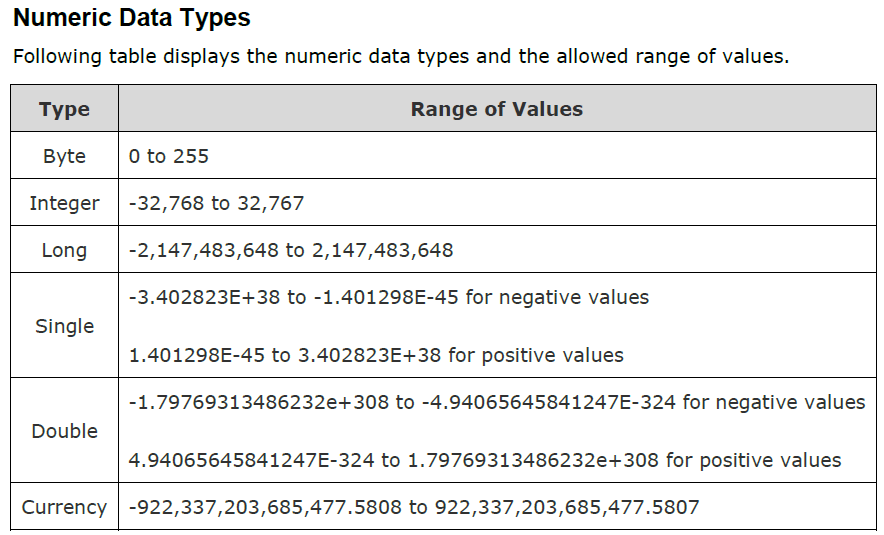 Numeric Data Types
Following table displays the numeric data types and the allowed range of values.
Type Range of Values
Byte 0 to 255
Integer -32,768 to 32,767
Long -2,147,483,648 to 2,147,483,648
Single -3.402823E+38 to -1.401298E-45 for negative values
1.401298E-45 to 3.402823E+38 for positive values
Double -1.79769313486232e+308 to -4.94065645841247E-324 for negative values
4.94065645841247E-324 to 1.79769313486232e+308 for positive values
Currency -922,337,203,685,477.5808 to 922,337,203,685,477.5807